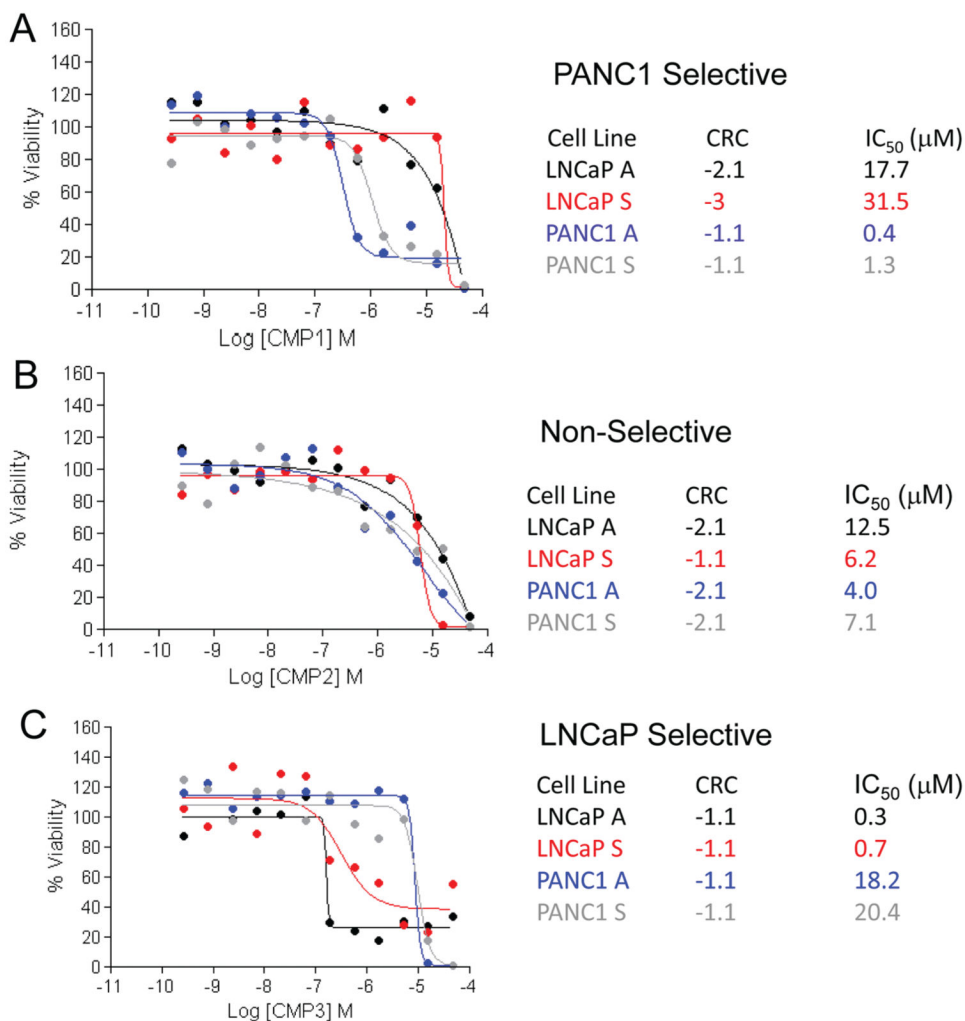 A
160
140
120
100
80
60
40
20
0
% Viability
-11 -10 -9 -8 -7 -6 -5 -4
Log [CMP1] M
PANC1 Selective
Cell Line CRC IC50 (μM)
LNCaP A -2.1 17.7
LNCaP S -3 31.5
PANC1 A -1.1 0.4
PANC1 S -1.1 1.3
B
160
140
120
100
80
60
40
20
0
% Viability
-11 -10 -9 -8 -7 -6 -5 -4
Log [CMP2] M
Non-Selective
Cell Line CRC IC50 (μM)
LNCaP A -2.1 12.5
LNCaP S -1.1 6.2
PANC1 A -2.1 4.0
PANC1 S -2.1 7.1
C
160
140
120
100
80
60
40
20
0
% Viability
-11 -10 -9 -8 -7 -6 -5 -4
Log [CMP3] M
LNCaP Selective
Cell Line CRC IC50 (μM)
LNCaP A -1.1 0.3
LNCaP S -1.1 0.7
PANC1 A -1.1 18.2
PANC1 S -1.1 20.4